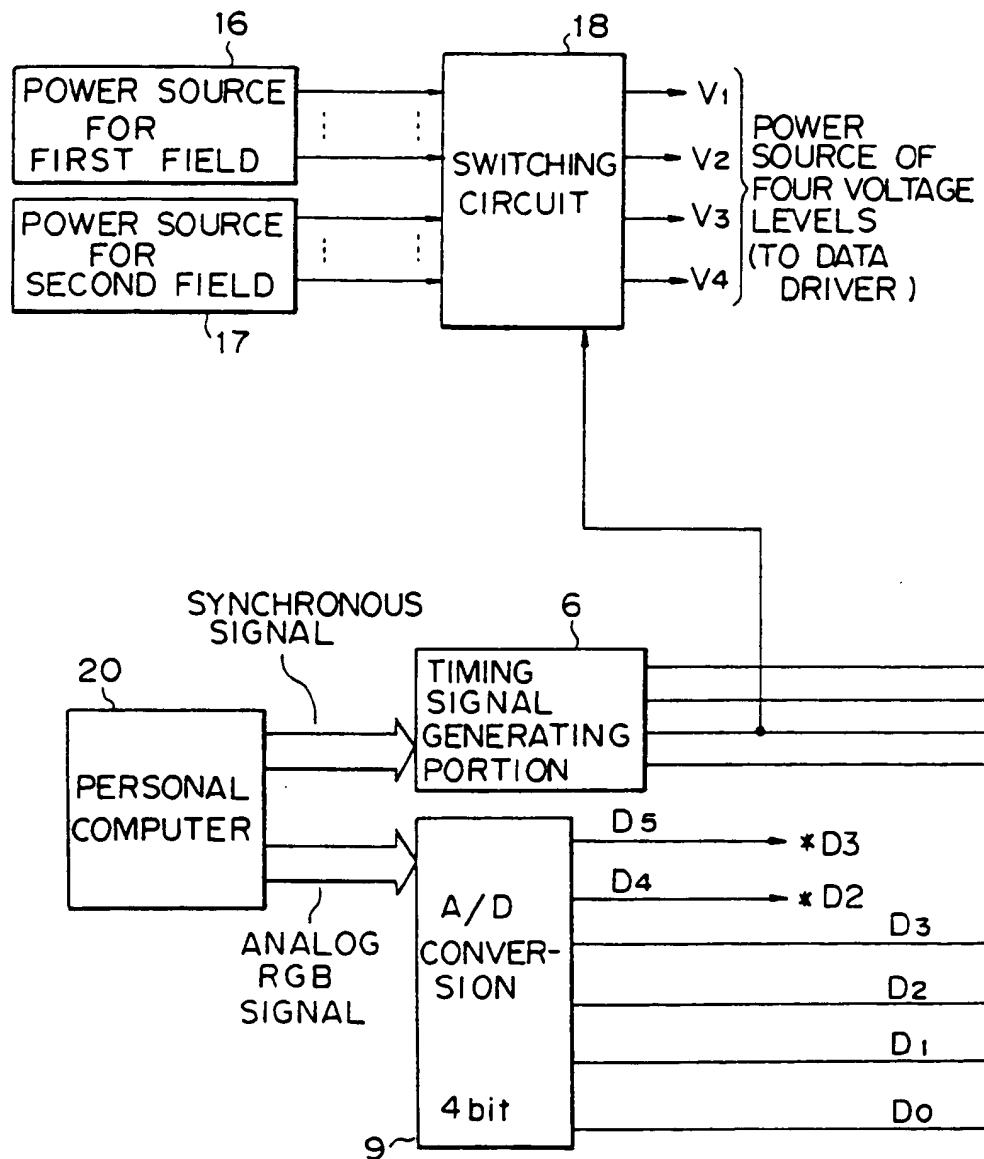 16
POWER SOURCE
FOR
FIRST FIELD
POWER SOURCE
FOR
SECOND FIELD
17
18
SWITCHING
CIRCUIT
V1
V2
V3
V4
POWER
SOURCE OF
FOUR VOLTAGE
LEVELS
(TO DATA
DRIVER)
SYNCHRONOUS
SIGNAL
20
PERSONAL
COMPUTER
ANALOG
RGB
SIGNAL
6
TIMING
SIGNAL
GENERATING
PORTION
A/D
CONVER-
SION
4bit
9
D5
*D3
D4
*D2
D3
D2
D1
D0